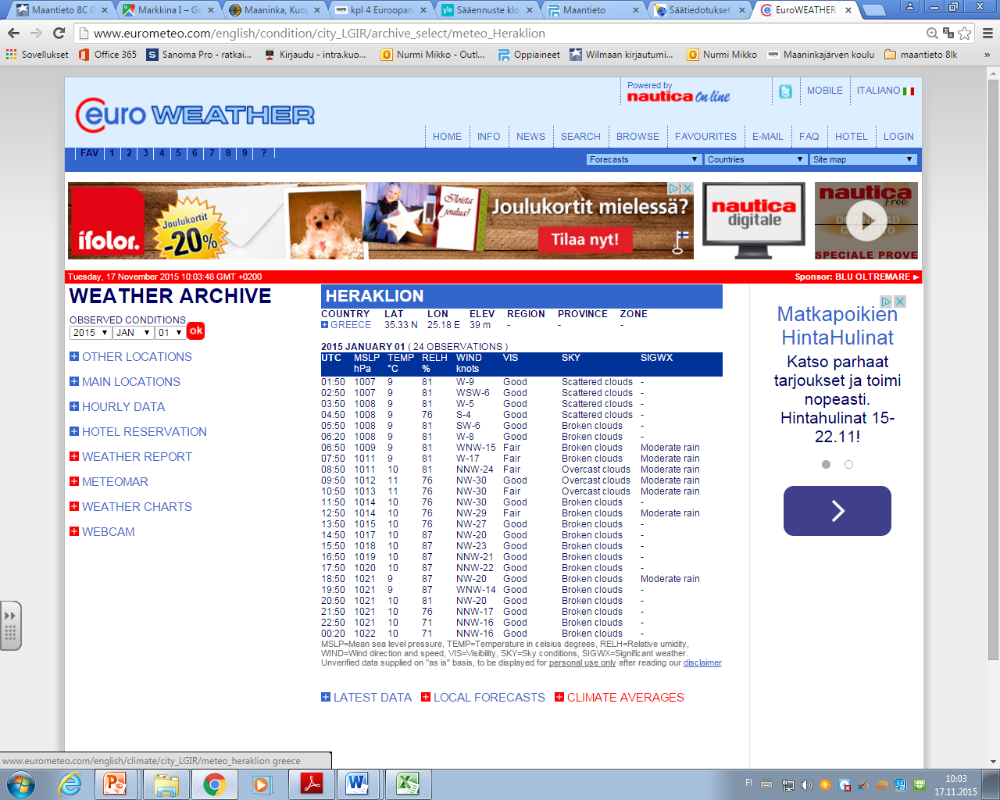 Maantieto 8C G
Markkina I – Go
Maaninka, Kuop
kpl 4 Euroopan
Sääennuste klo
Maantieto
Säätiedotukset
EuroWEATHER
www.eurometeo.com/english/condition/city_LGIR/archive_select/meteo_Heraklion
Sovellukset Office 365 Sanoma Pro - ratkai... Kirjaudu - intra.kuo... Nurmi Mikko - Outl... Oppiaineet Wilmaan kirjautumi... Nurmi Mikko Maaninkajärven koulu maantieto 8lk »
Powered by
nautica On line
MOBILE ITALIANO
euro WEATHER
HOME INFO NEWS SEARCH BROWSE FAVOURITES E-MAIL FAQ HOTEL LOGIN
FAV 1 2 3 4 5 6 7 8 9 ?
Forecasts Countries Site map
ifolor.
Joulukortit
-20%
Iloista
joulua!
Joulukortit mielessä?
Tilaa nyt!
nautica
digitale
nautica
Free
DOWNLOAD
SPECIALE PROVE
Tuesday, 17 November 2015 10:03:48 GMT +0200 Sponsor: BLU OLTREMARE ►
WEATHER ARCHIVE
OBSERVED CONDITIONS
2015 JAN 01 ok
OTHER LOCATIONS
MAIN LOCATIONS
HOURLY DATA
HOTEL RESERVATION
WEATHER REPORT
METEOMAR
WEATHER CHARTS
WEBCAM
HERAKLION
COUNTRY LAT LON ELEV REGION PROVINCE ZONE
GREECE 35.33 N 25.18 E 39 m - - -
2015 JANUARY 01 ( 24 OBSERVATIONS )
UTC MSLP TEMP RELH WIND VIS SKY SIGWX
hPa °C % knots
01:50 1007 9 81 W-9 Good Scattered clouds -
02:50 1007 9 81 WSW-6 Good Scattered clouds -
03:50 1008 9 81 W-5 Good Scattered clouds -
04:50 1008 9 76 S-4 Good Scattered clouds -
05:50 1008 9 81 SW-6 Good Broken clouds -
06:20 1008 9 81 W-8 Good Broken clouds -
06:50 1009 9 81 WNW-15 Fair Broken clouds Moderate rain
07:50 1011 9 81 W-17 Fair Broken clouds Moderate rain
08:50 1011 10 81 NNW-24 Fair Overcast clouds Moderate rain
09:50 1012 11 76 NW-30 Good Overcast clouds Moderate rain
10:50 1013 11 76 NW-30 Fair Overcast clouds Moderate rain
11:50 1014 10 76 NW-30 Good Broken clouds -
12:50 1014 10 76 NW-29 Fair Broken clouds Moderate rain
13:50 1015 10 76 NW-27 Good Broken clouds -
14:50 1017 10 87 NW-20 Good Broken clouds -
15:50 1018 10 87 NW-23 Good Broken clouds -
16:50 1019 10 87 NNW-21 Good Broken clouds -
17:50 1020 10 87 NNW-22 Good Broken clouds -
18:50 1021 9 87 NW-20 Good Broken clouds Moderate rain
19:50 1021 9 87 WNW-14 Good Broken clouds -
20:50 1021 10 81 NW-20 Good Broken clouds -
21:50 1021 10 76 NNW-17 Good Broken clouds -
22:50 1021 10 71 NNW-16 Good Broken clouds -
00:20 1022 10 71 NNW-16 Good Broken clouds -
MSLP=Mean sea level pressure, TEMP=Temperature in celsius degrees, RELH=Relative umidity,
WIND=Wind direction and speed, VIS=Visibility, SKY=Sky conditions, SIGWX=Significant weather.
Unverified data supplied on "as is" basis, to be displayed for personal use only after reading our disclaimer
LATEST DATA LOCAL FORECASTS CLIMATE AVERAGES
Matkapoikien
HintaHulinat
Katso parhaat
tarjoukset ja toimi
nopeasti.
Hintahulinat 15-
22.11!
www.eurometeo.com/english/climate/city_LGIR/meteo_heraklion greece
FI
10:03
17.11.2015